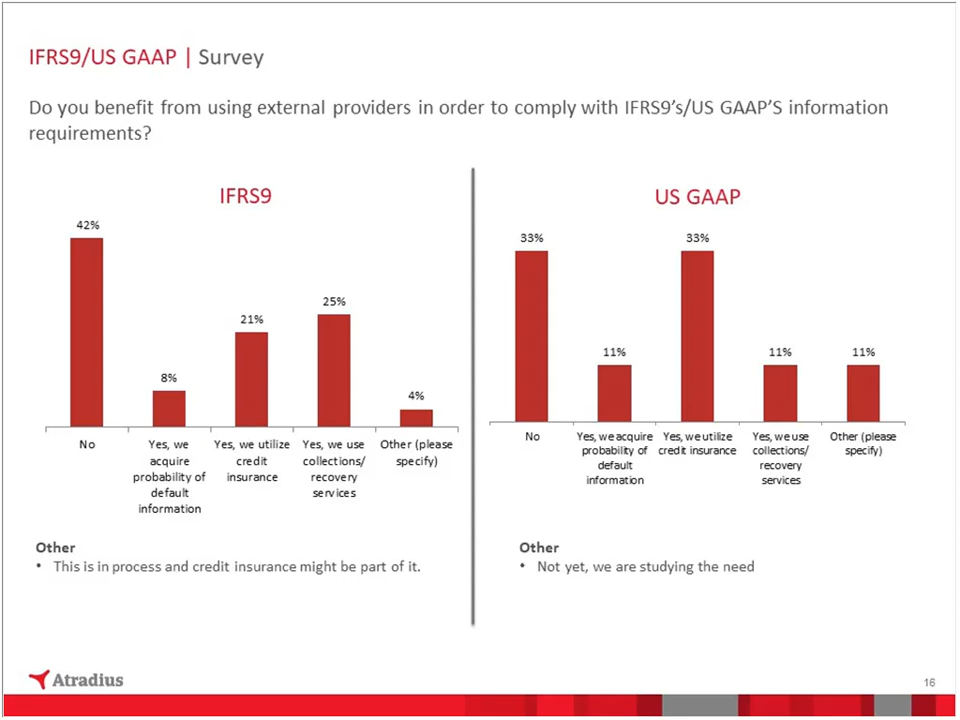 IFRS9/US GAAP | Survey
Do you benefit from using external providers in order to comply with IFRS9's/US GAAP'S information
requirements?
IFRS9
42%
8%
21%
25%
4%
No
Yes, we
acquire
probability of
default
information
Yes, we utilize
credit
insurance
Yes, we use
collections/
recovery
services
Other (please
specify)
Other
• This is in process and credit insurance might be part of it.
US GAAP
33%
11%
33%
11%
11%
No
Yes, we acquire
probability of
default
information
Yes, we utilize
credit insurance
Yes, we use
collections/
recovery
services
Other (please
specify)
Other
• Not yet, we are studying the need
Atradius
16